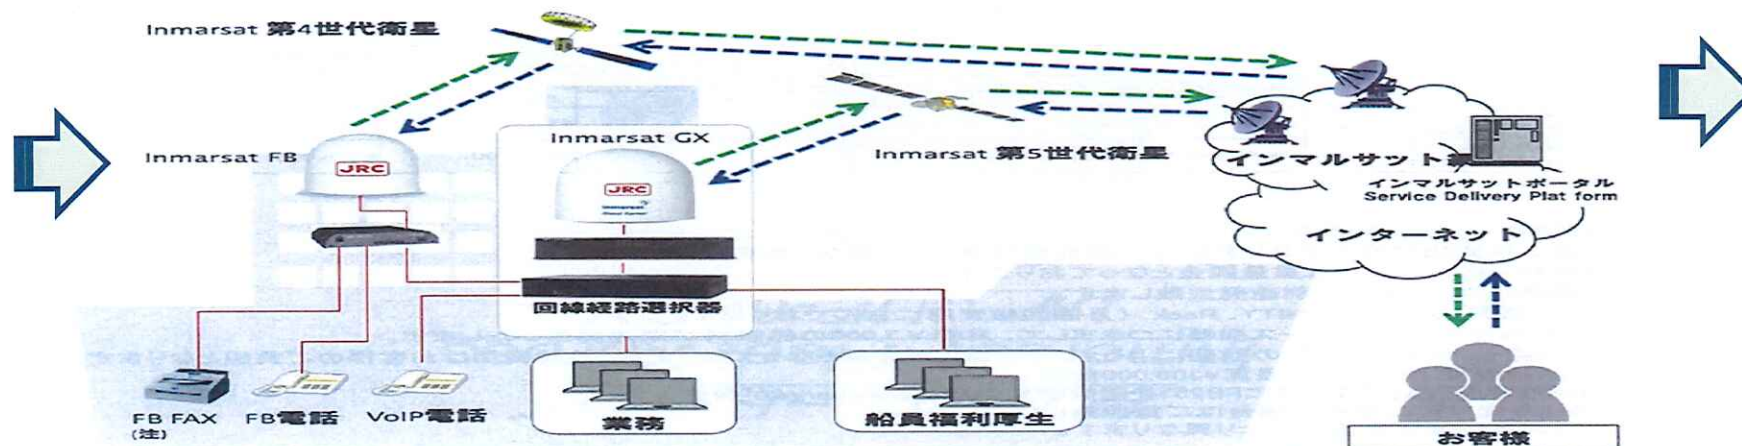 Inmarsat 第4世代衛星
Inmarsat FB
JRC
Inmarsat GX
JRC
inmarsat
Inmarsat 第5世代衛星
インマルサット
インマルサットポータル
Service Delivery Plat form
インターネット
回線経路選択器
FB FAX
(注)
FB電話
VoIP電話
業務
船員福利厚生
お客様